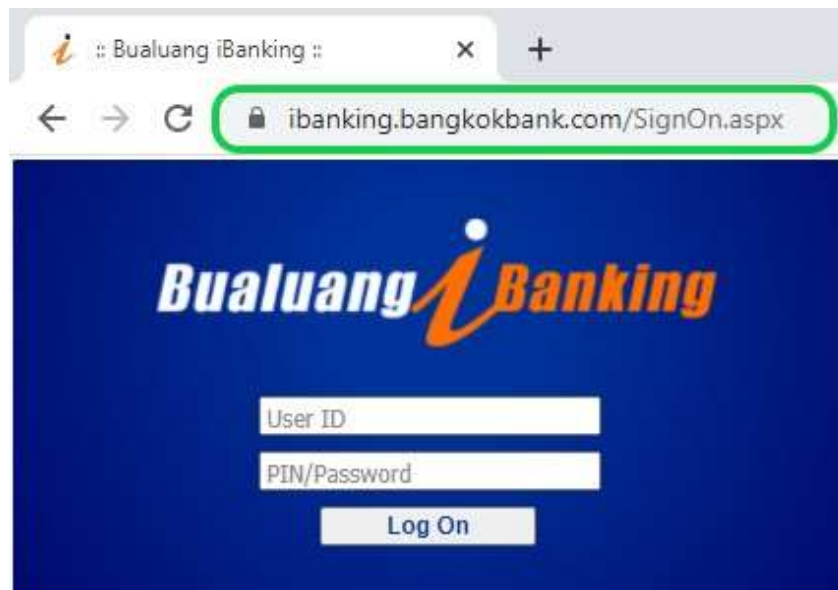 :: Bualuang iBanking ::
ibanking.bangkokbank.com/SignOn.aspx
Bualuang iBanking
User ID
PIN/Password
Log On